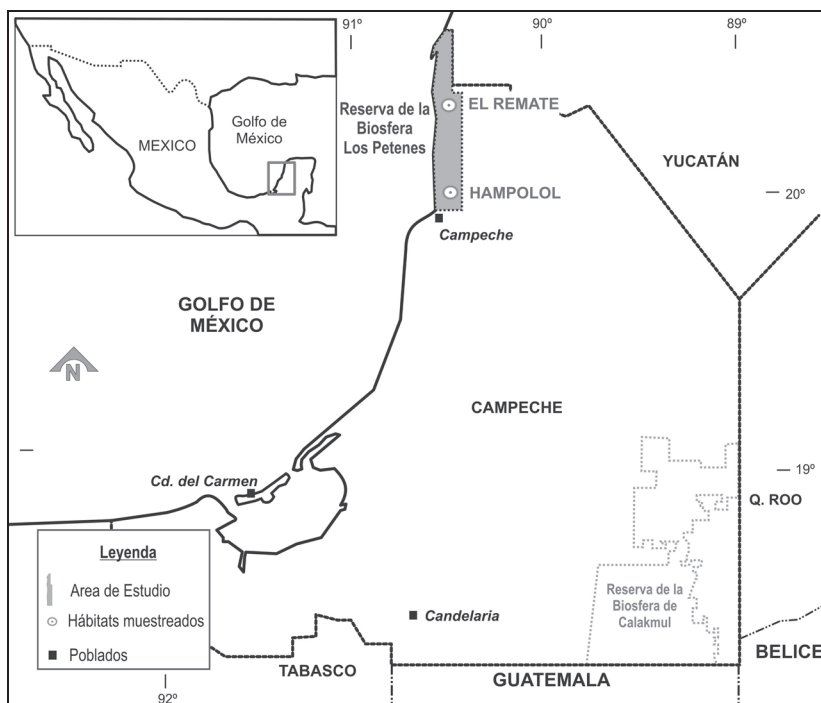 91º
90º
89º
MEXICO
Golfo de
México
Reserva de la
Biosfera
Los Petenes
EL REMATE
HAMPOLOL
YUCATÁN
20º
Campeche
GOLFO DE
MÉXICO
N
CAMPECHE
Cd. del Carmen
19º
Q. ROO
Leyenda
Area de Estudio
Hábitats muestreados
Poblados
Candelaria
Reserva de la
Biosfera de
Calakmul
BELICE
TABASCO
GUATEMALA
92º